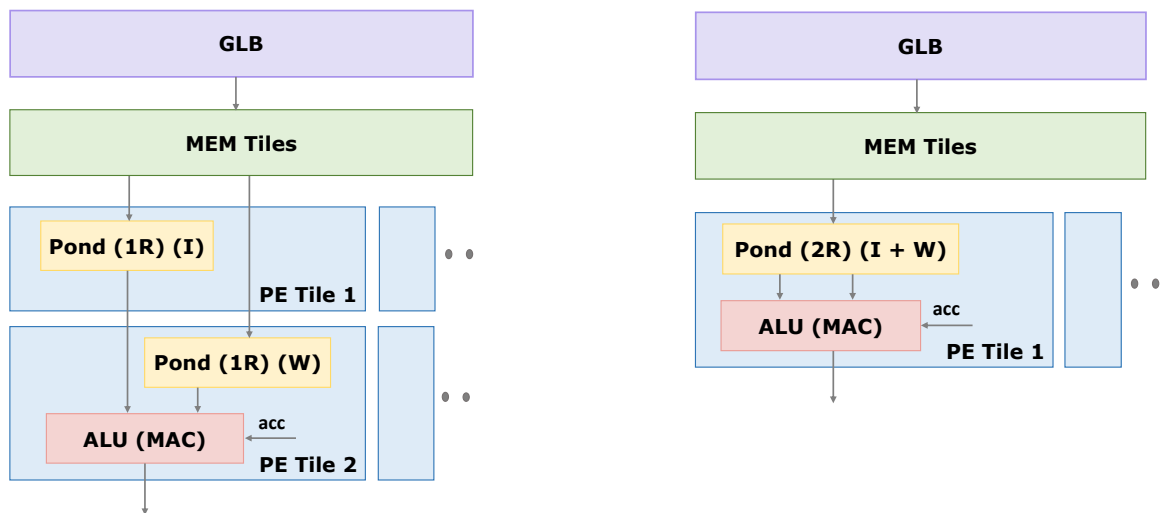 GLB
MEM Tiles
Pond (1R) (I)
PE Tile 1
Pond (1R) (W)
acc
ALU (MAC)
PE Tile 2
GLB
MEM Tiles
Pond (2R) (I + W)
acc
ALU (MAC)
PE Tile 1